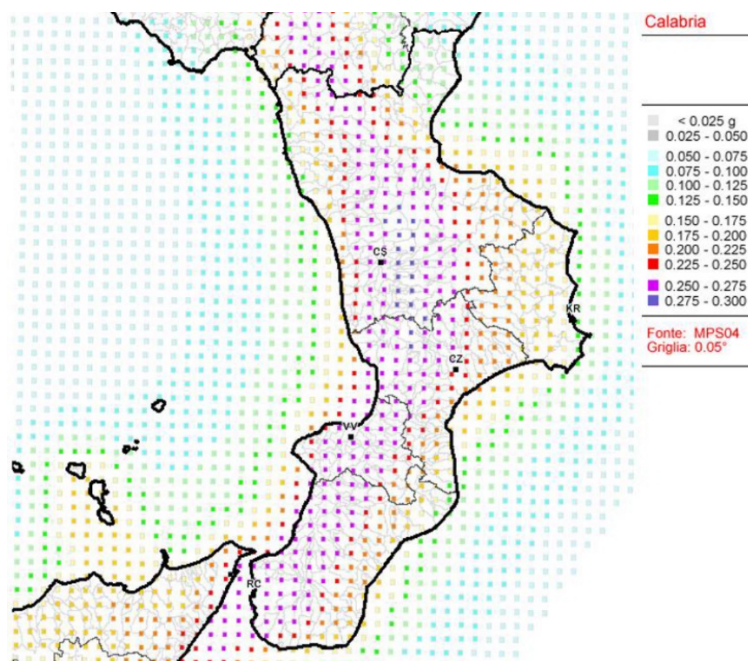 Calabria
< 0.025 g
0.025 - 0.050
0.050 - 0.075
0.075 - 0.100
0.100 - 0.125
0.125 - 0.150
0.150 - 0.175
0.175 - 0.200
0.200 - 0.225
0.225 - 0.250
0.250 - 0.275
0.275 - 0.300
Fonte: MPS04
Griglia: 0.05°
CS
KR
CZ
VV
RC